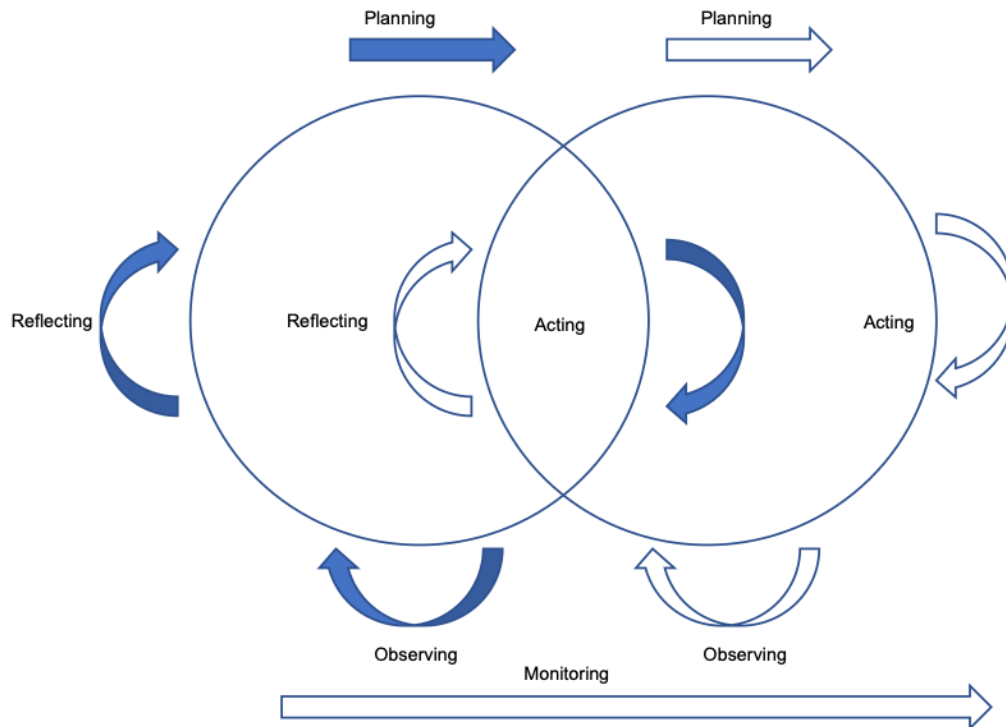 Planning
Planning
Reflecting
Reflecting
Acting
Acting
Observing
Observing
Monitoring